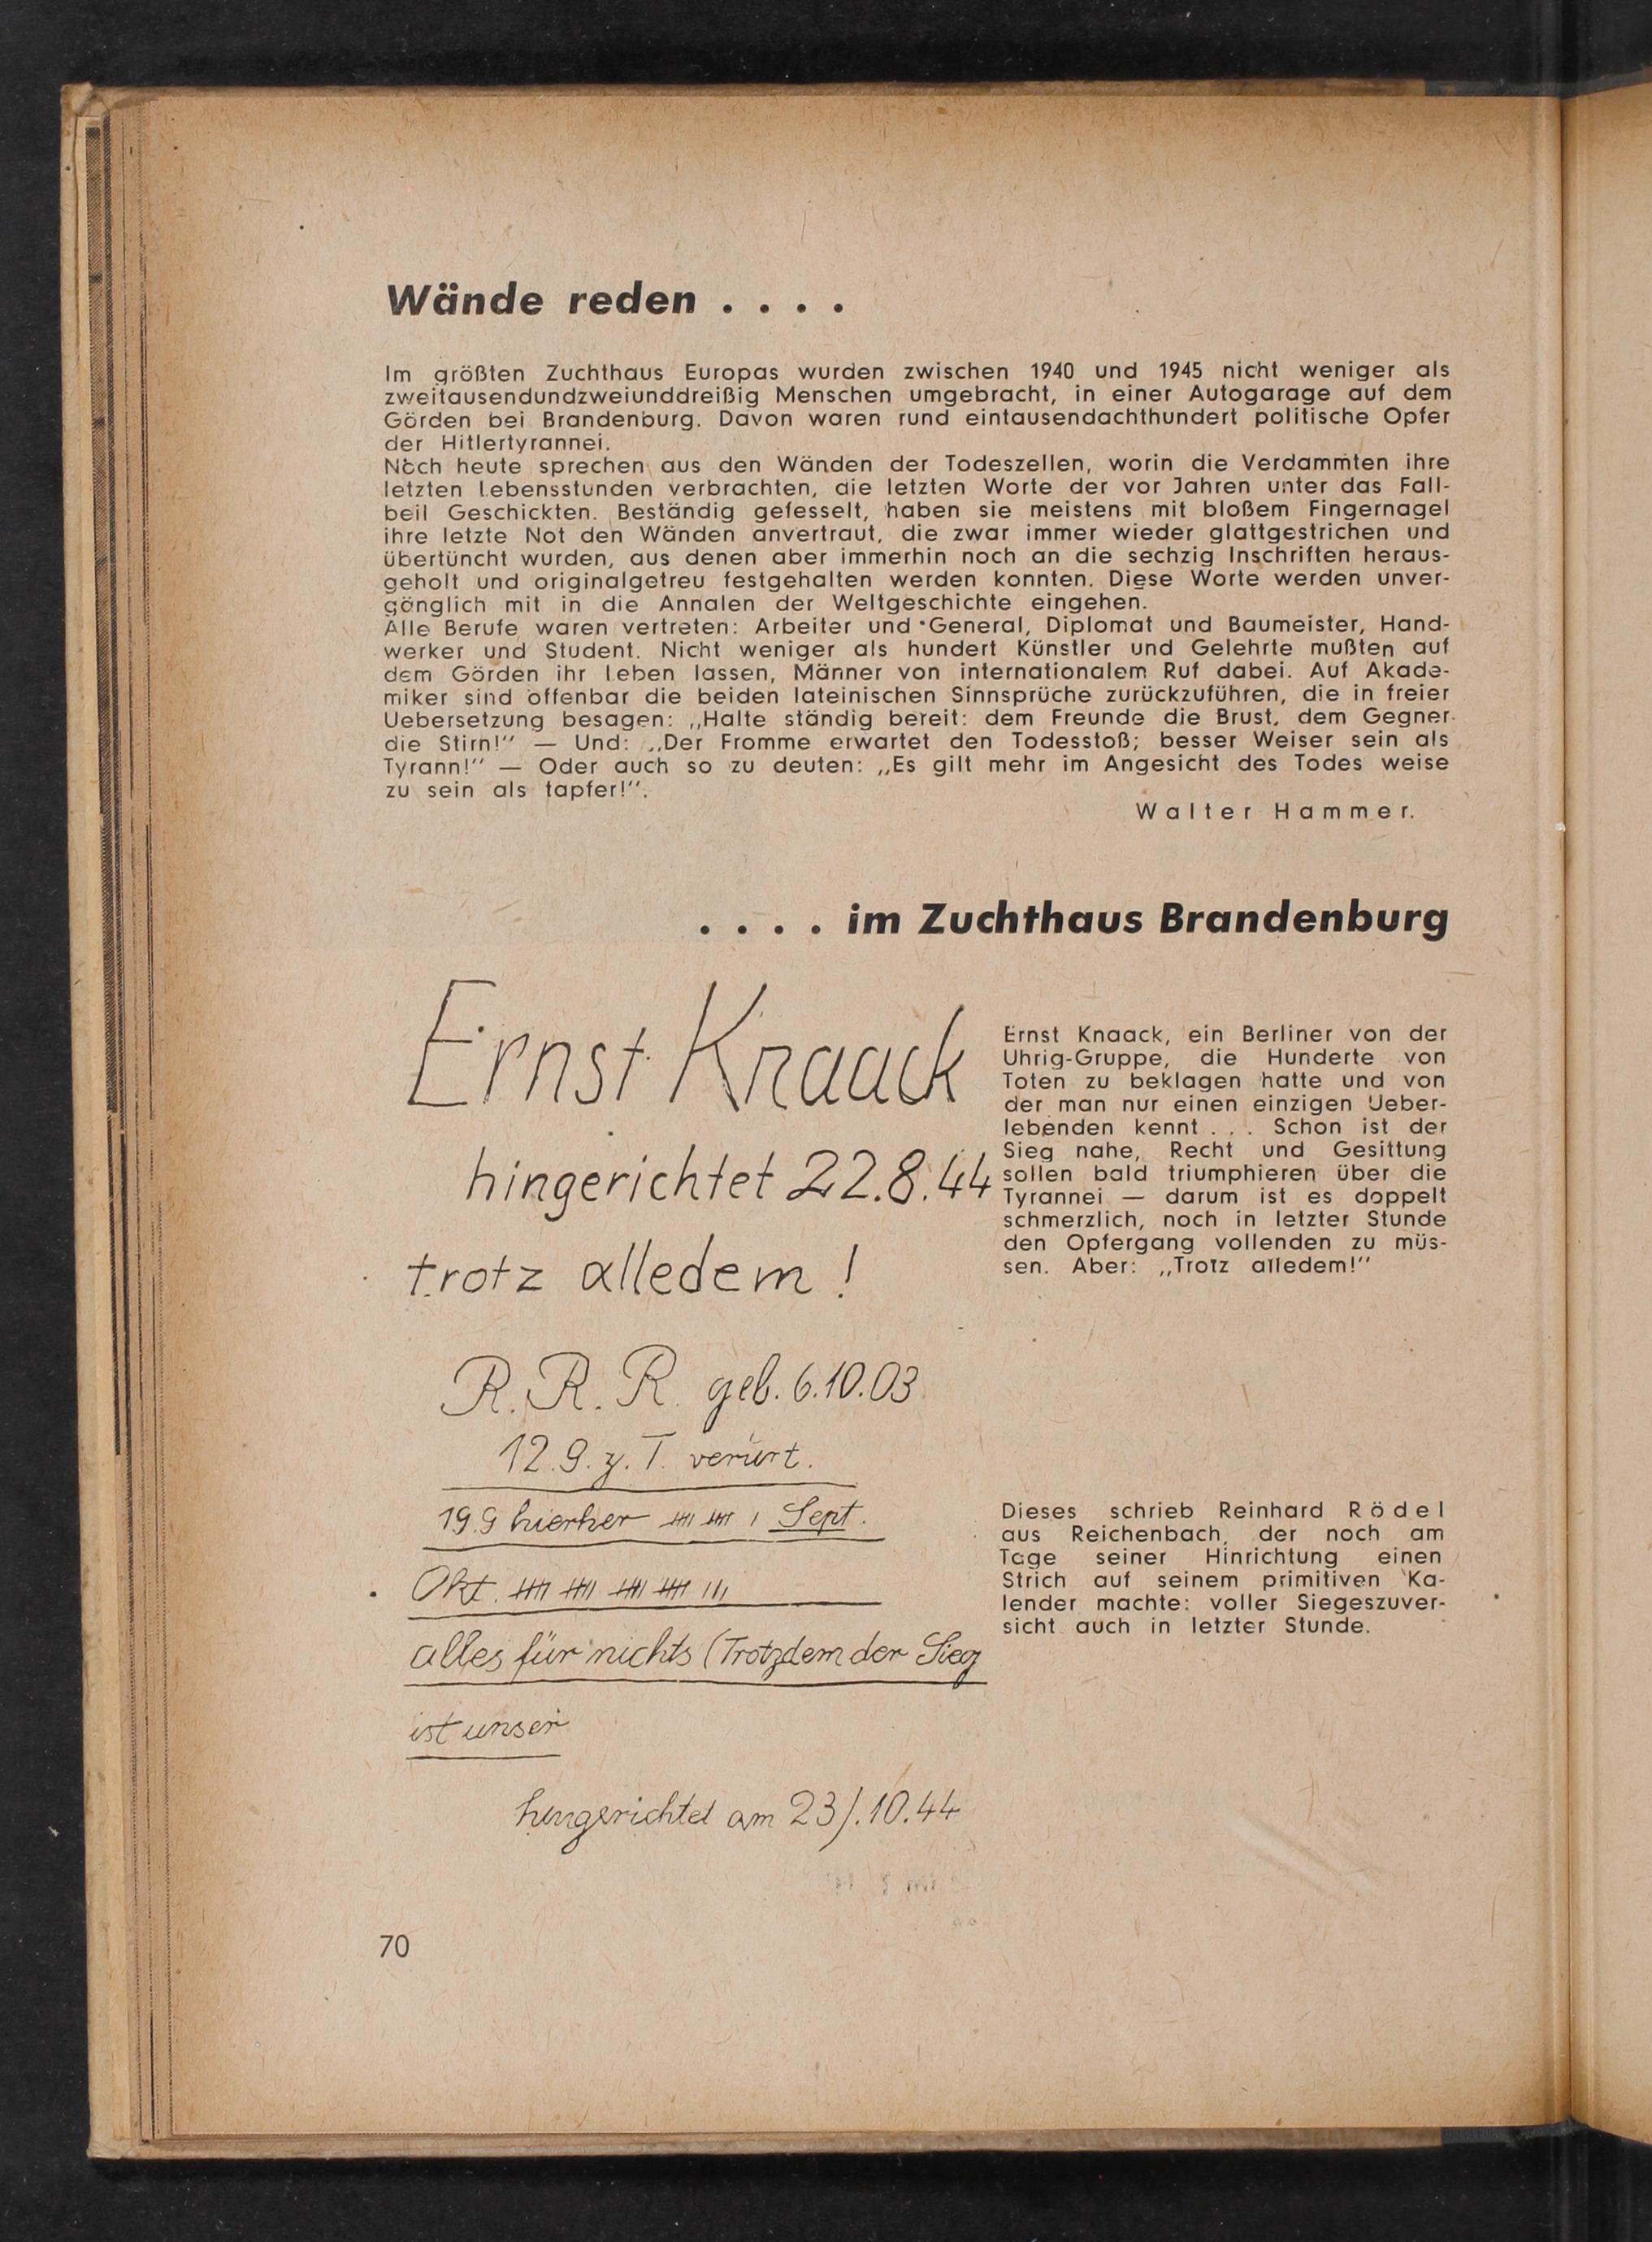 Wände reden . . . .
Im größten Zuchthaus Europas wurden zwischen 1940 und 1945 nicht weniger als
zweitausendundzweiunddreißig Menschen umgebracht, in einer Autogarage auf dem
Görden bei Brandenburg. Davon waren rund eintausendachthundert politische Opfer
der Hitlertyrannei.
Noch heute sprechen aus den Wänden der Todeszellen, worin die Verdammten ihre
letzten Lebensstunden verbrachten, die letzten Worte der vor Jahren unter das Fall-
beil Geschickten. Beständig gefesselt, haben sie meistens mit bloßem Fingernagel
ihre letzte Not den Wänden anvertraut, die zwar immer wieder glattgestrichen und
übertüncht wurden, aus denen aber immerhin noch an die sechzig Inschriften heraus-
geholt und originalgetreu festgehalten werden konnten. Diese Worte werden unver-
gänglich mit in die Annalen der Weltgeschichte eingehen.
Alle Berufe waren vertreten: Arbeiter und General, Diplomat und Baumeister, Hand-
werker und Student. Nicht weniger als hundert Künstler und Gelehrte mußten auf
dem Görden ihr Leben lassen, Männer von internationalem Ruf dabei. Auf Akade-
miker sind offenbar die beiden lateinischen Sinnsprüche zurückzuführen, die in freier
Uebersetzung besagen: „Halte ständig bereit: dem Freunde die Brust, dem Gegner
die Stirn!" — Und: „Der Fromme erwartet den Todesstoß; besser Weiser sein als
Tyrann!" — Oder auch so zu deuten: „Es gilt mehr im Angesicht des Todes weise
zu sein als tapfer!".
Walter Hammer.
. . . . im Zuchthaus Brandenburg
Ernst Knaack
hingerichtet 22.8.44
trotz alledem !
Ernst Knaack, ein Berliner von der
Uhrig-Gruppe, die Hunderte von
Toten zu beklagen hatte und von
der man nur einen einzigen Ueber-
lebenden kennt . . . Schon ist der
Sieg nahe, Recht und Gesittung
sollen bald triumphieren über die
Tyrannei — darum ist es doppelt
schmerzlich, noch in letzter Stunde
den Opfergang vollenden zu müs-
sen. Aber: „Trotz alledem!"
R. R. R. geb. 6.10.03
12.9. z. T. verurt.
19.9 hierher 卌 卌 I Sept.
Okt. 卌 卌 卌 卌 III
alles für nichts (Trotzdem der Sieg
ist unser
hingerichtet am 23/.10.44
Dieses schrieb Reinhard Rödel
aus Reichenbach, der noch am
Tage seiner Hinrichtung einen
Strich auf seinem primitiven Ka-
lender machte: voller Siegeszuver-
sicht auch in letzter Stunde.
70